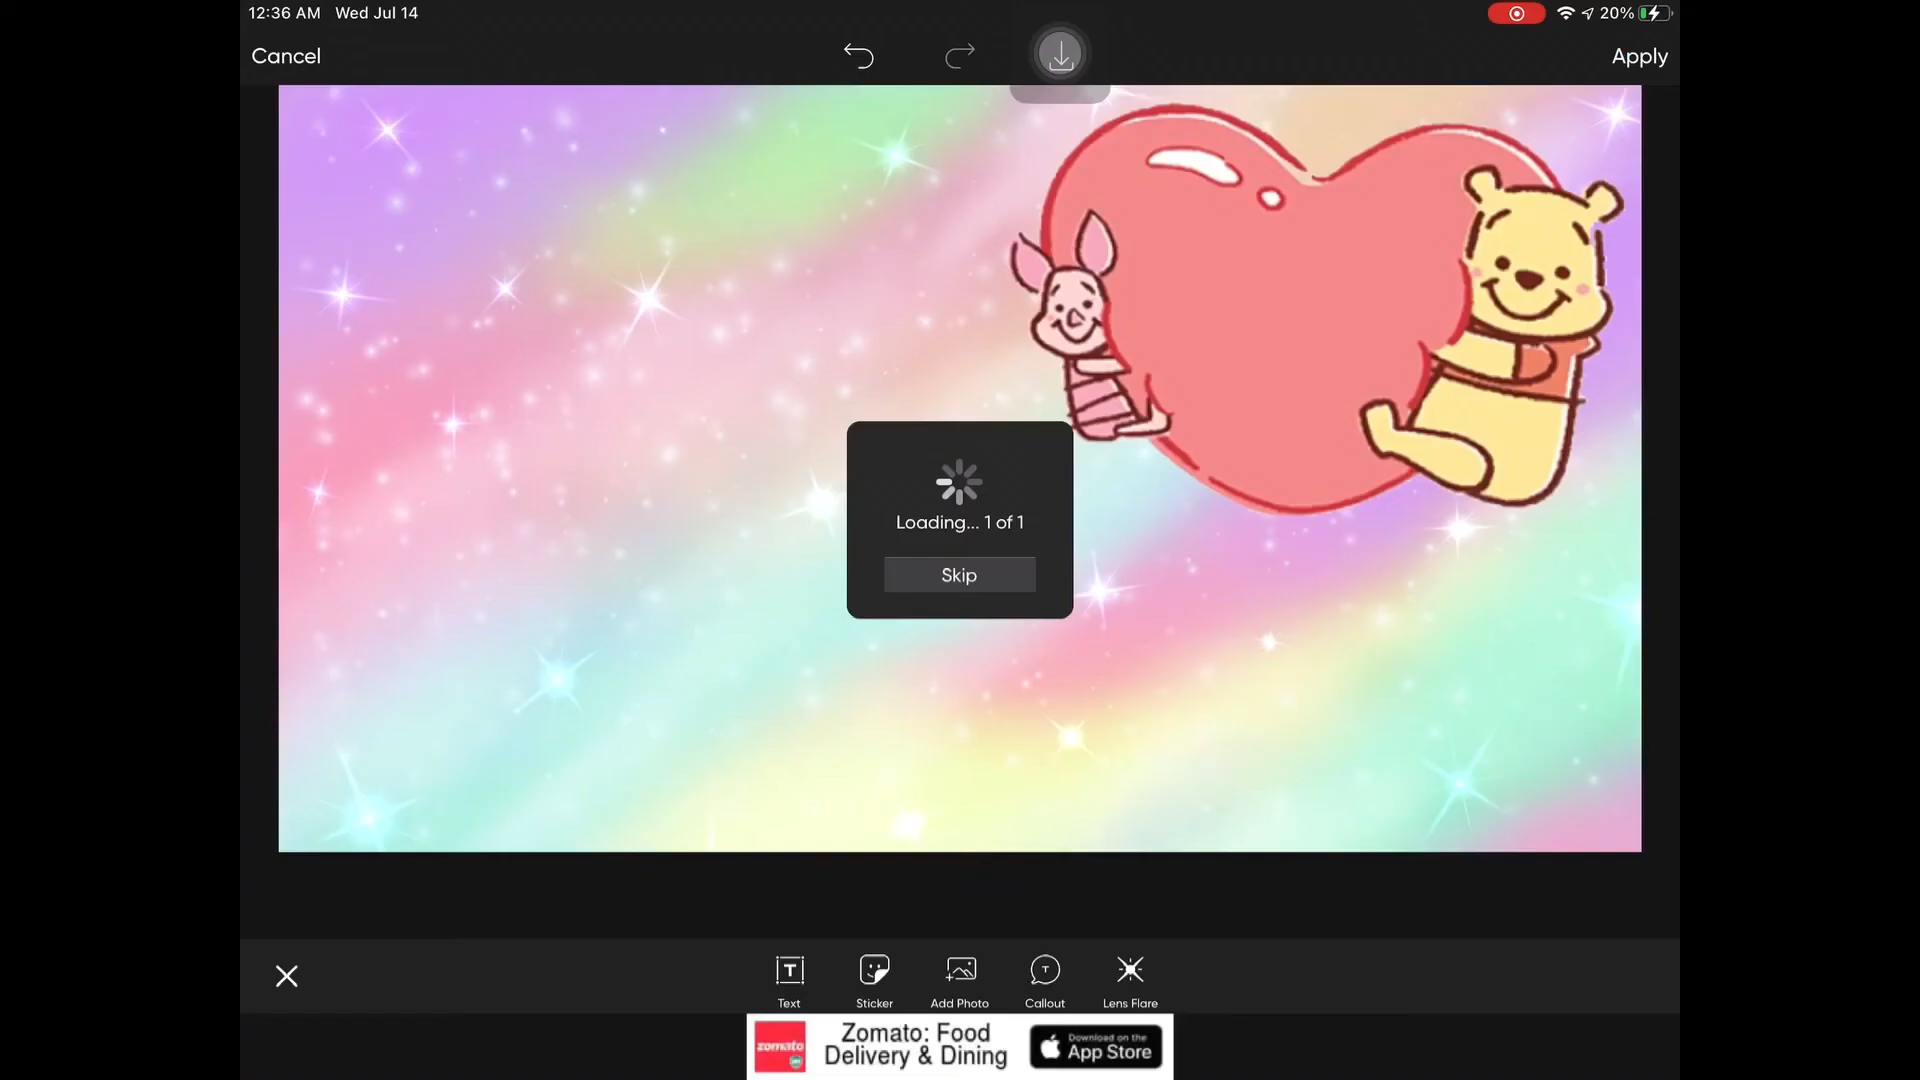 12:36 AM Wed Jul 14
20%
Cancel
Apply
Loading... 1 of 1
Skip
Text
Sticker
Add Photo
Callout
Lens Flare
zomato
Zomato: Food
Delivery & Dining
Download on the
App Store